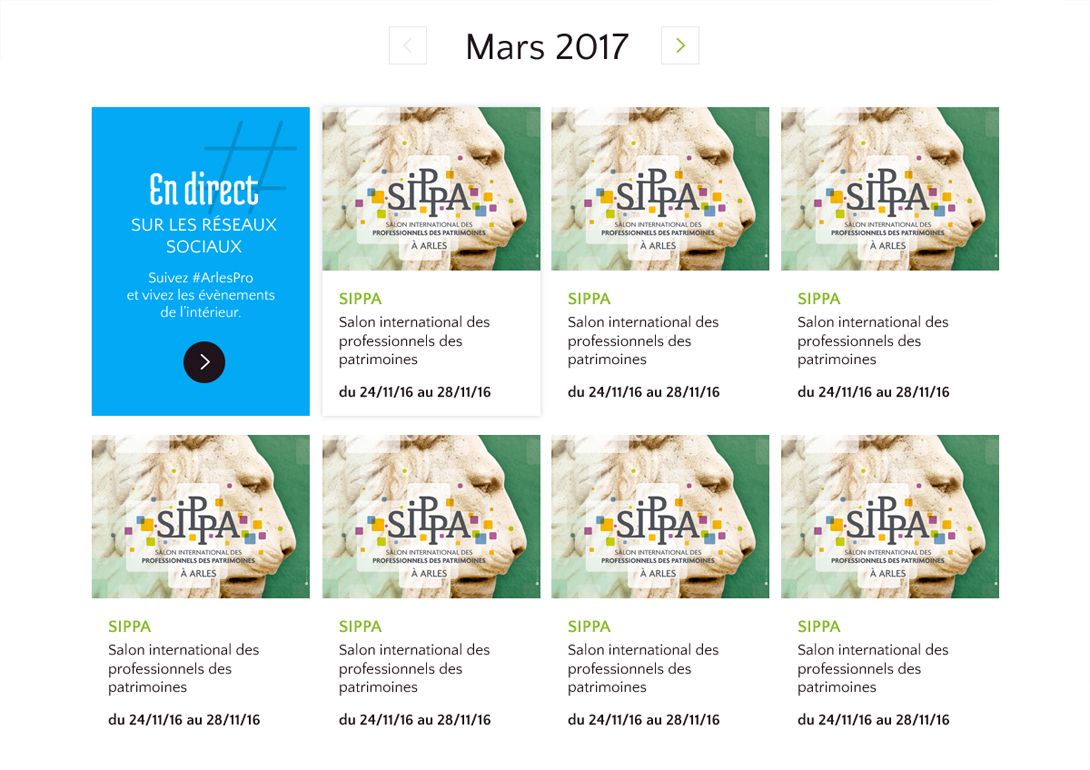 Mars 2017
#
En direct
SUR LES RÉSEAUX
SOCIAUX
Suivez #ArlesPro
et vivez les évènements
de l'intérieur.
SIPPA
SALON INTERNATIONAL DES
PROFESSIONNELS DES PATRIMOINES
À ARLES
SIPPA
Salon international des
professionnels des
patrimoines
du 24/11/16 au 28/11/16
SIPPA
SALON INTERNATIONAL DES
PROFESSIONNELS DES PATRIMOINES
À ARLES
SIPPA
Salon international des
professionnels des
patrimoines
du 24/11/16 au 28/11/16
SIPPA
SALON INTERNATIONAL DES
PROFESSIONNELS DES PATRIMOINES
À ARLES
SIPPA
Salon international des
professionnels des
patrimoines
du 24/11/16 au 28/11/16
SIPPA
SALON INTERNATIONAL DES
PROFESSIONNELS DES PATRIMOINES
À ARLES
SIPPA
Salon international des
professionnels des
patrimoines
du 24/11/16 au 28/11/16
SIPPA
SALON INTERNATIONAL DES
PROFESSIONNELS DES PATRIMOINES
À ARLES
SIPPA
Salon international des
professionnels des
patrimoines
du 24/11/16 au 28/11/16
SIPPA
SALON INTERNATIONAL DES
PROFESSIONNELS DES PATRIMOINES
À ARLES
SIPPA
Salon international des
professionnels des
patrimoines
du 24/11/16 au 28/11/16
SIPPA
SALON INTERNATIONAL DES
PROFESSIONNELS DES PATRIMOINES
À ARLES
SIPPA
Salon international des
professionnels des
patrimoines
du 24/11/16 au 28/11/16